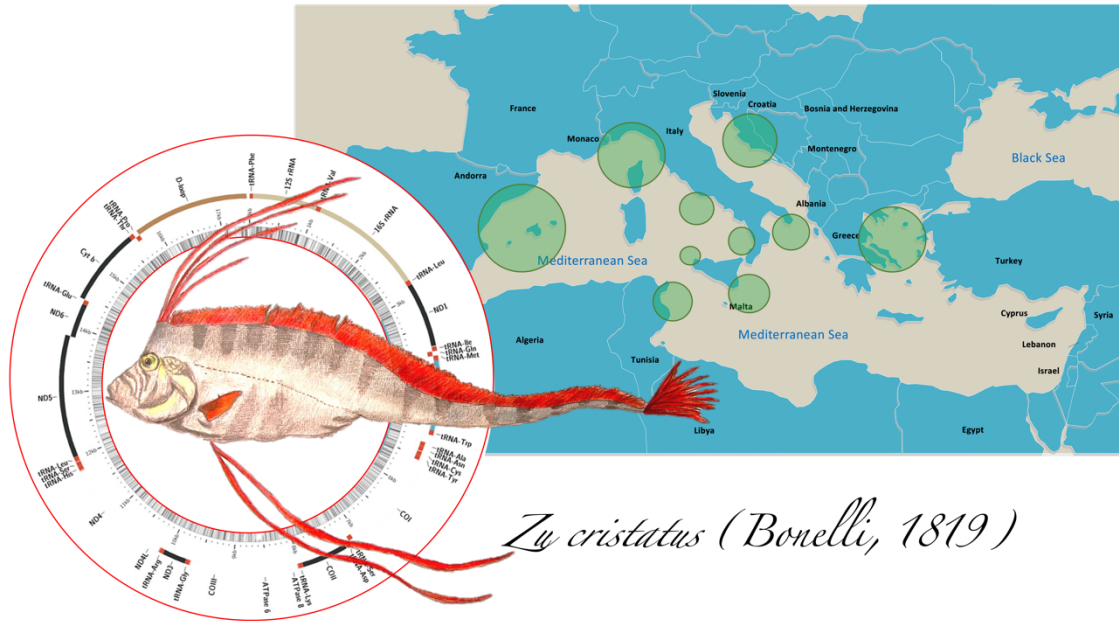 Slovenia
Croatia
France
Bosnia and Herzegovina
Monaco
Italy
Montenegro
Black Sea
Andorra
Albania
Greece
Mediterranean Sea
Turkey
Malta
Mediterranean Sea
Cyprus
Syria
Lebanon
Israel
Algeria
Tunisia
Libya
Egypt
tRNA-Phe
12S rRNA
tRNA-Val
16S rRNA
tRNA-Leu
ND1
tRNA-Ile
tRNA-Gln
tRNA-Met
tRNA-Trp
tRNA-Ala
tRNA-Asn
tRNA-Cys
tRNA-Tyr
COI
tRNA-Ser
tRNA-Asp
COII
tRNA-Lys
ATPase 8
ATPase 6
COIII
tRNA-Gly
ND3
tRNA-Arg
ND4L
ND4
tRNA-His
tRNA-Ser
tRNA-Leu
ND5
ND6
tRNA-Glu
Cyt b
tRNA-Thr
tRNA-Pro
D-loop
Zu cristatus (Bonelli, 1819)